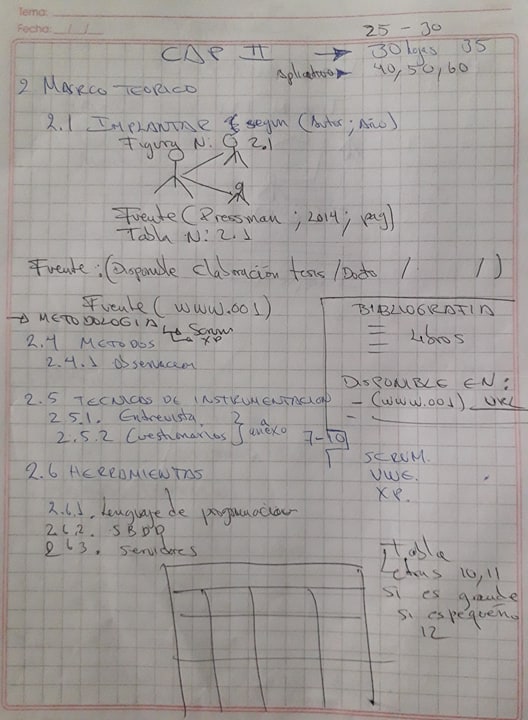 Tema:
Fecha: / /
25 - 30
CAP II → 30 hojas 35
Aplicativo → 40, 50, 60
2 MARCO TEORICO
2.1 IMPLANTAR según (Autor; Año)
Figura N: 2.1
Fuente (Pressman; 2014; pag)
Tabla N: 2.1
Fuente: (Disponible Elaboración tesis / Docto / / )
Fuente (www.001)
→ METODOLOGIA → Scrum
→ XP
2.4 METODOS
2.4.1 Observacion
BIBLIOGRAFIA
Libros
DISPONIBLE EN:
- (www.001) URL
-
2.5 TECNICAS DE INSTRUMENTACION
2.5.1. Entrevista
2.5.2 Cuestionarios } anexo
7-10
SCRUM.
UWE.
XP.
2.6 HERRAMIENTAS
2.6.1. Lenguaje de programacion
2.6.2. SBDD
2.6.3. Servidores
Tabla
Letras 10, 11
si es grande
si es pequeño
12